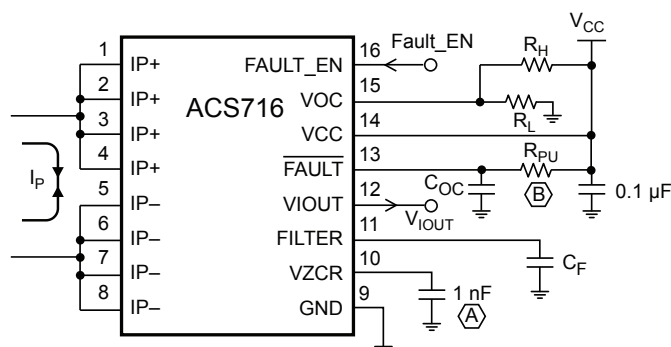 V_CC
1 IP+ FAULT_EN 16 Fault_EN R_H
2 IP+ ACS716 VOC 15
3 IP+ VCC 14 R_L
4 IP+ FAULT 13 R_PU
I_P
5 IP– VIOUT 12 C_OC B 0.1 µF
V_IOUT
6 IP– FILTER 11
7 IP– VZCR 10 C_F
1 nF
8 IP– GND 9 A